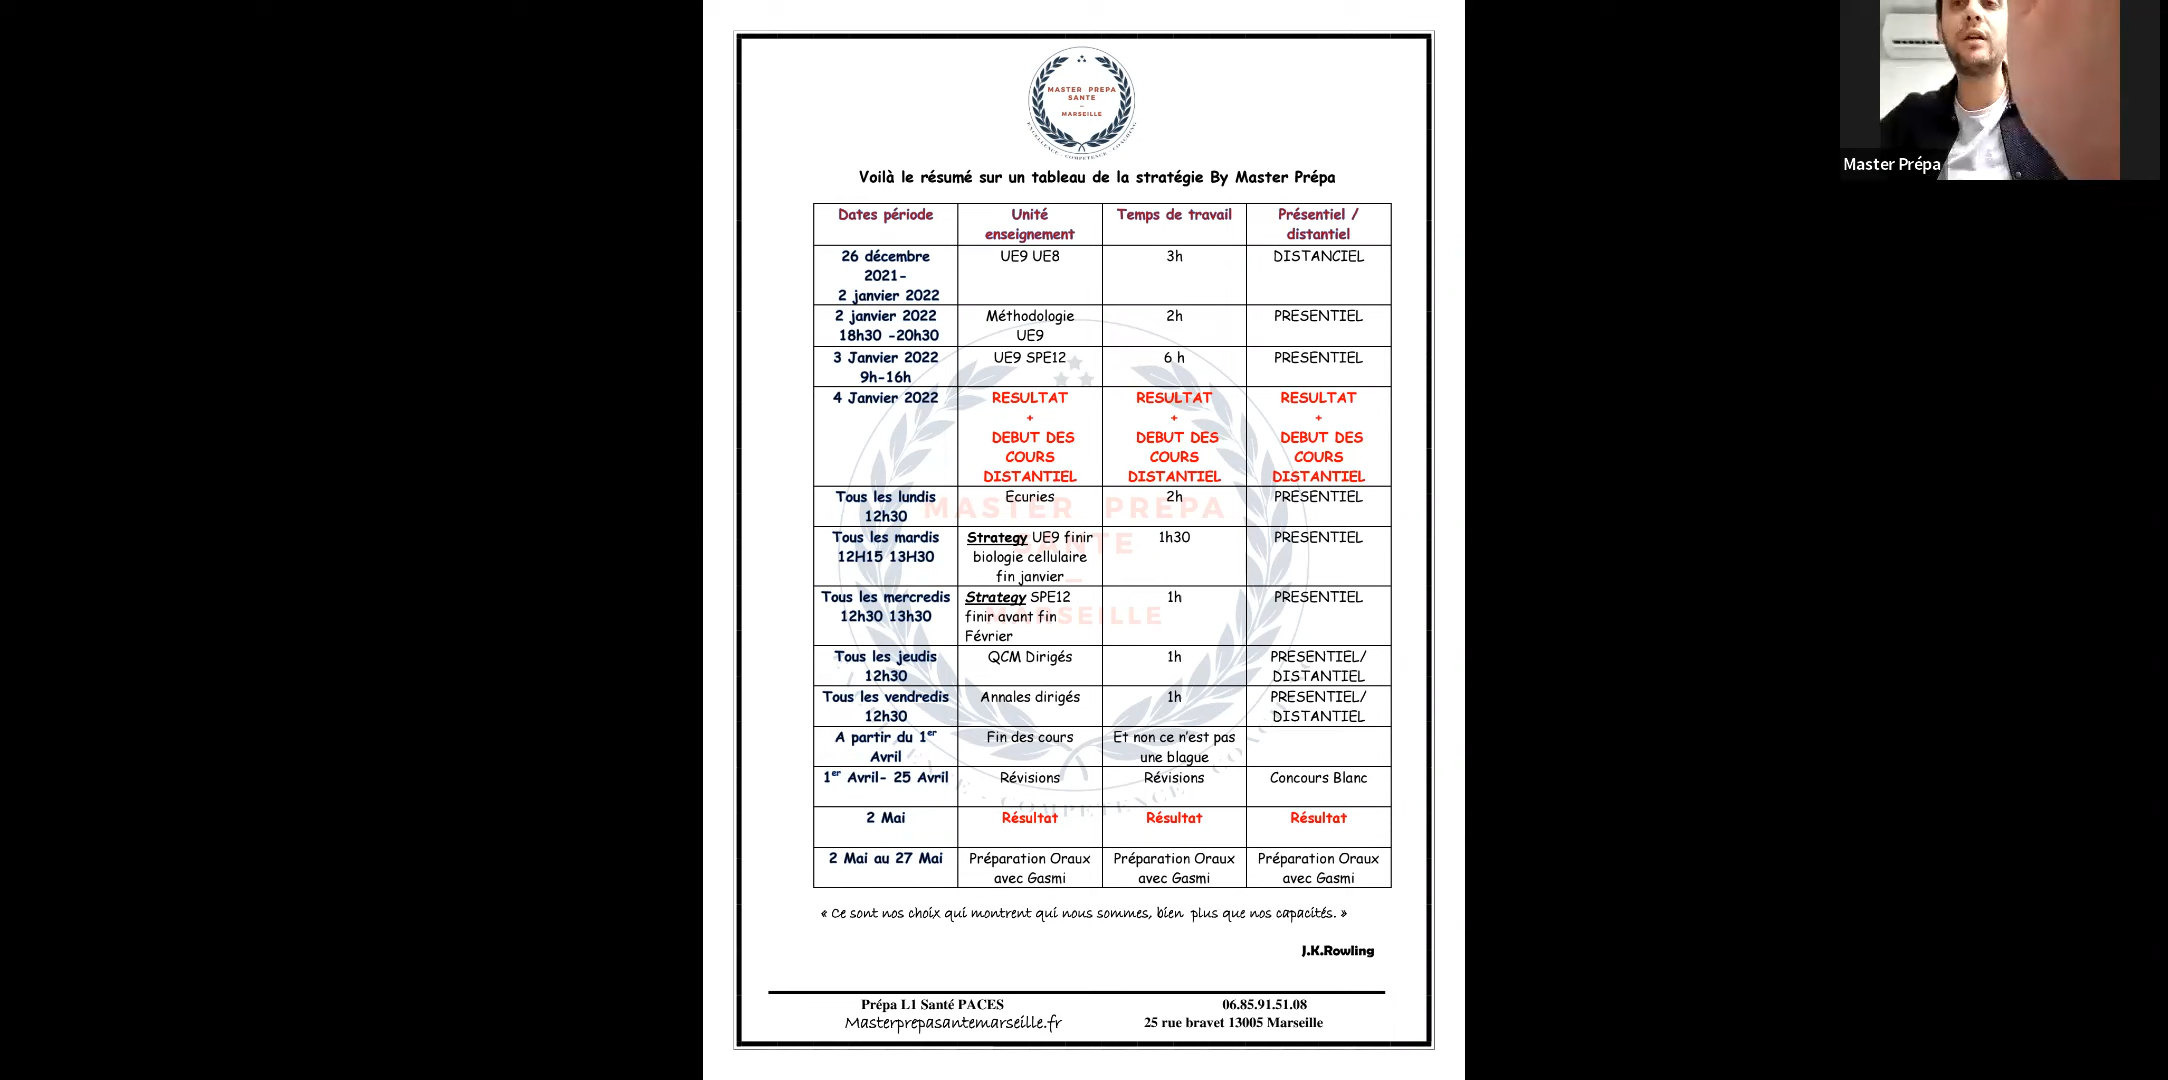 MASTER PREPA
SANTE
–
MARSEILLE
EXCELLENCE - COMPETENCE - COACHING
Master Prépa
Voilà le résumé sur un tableau de la stratégie By Master Prépa
Dates période
Unité
enseignement
Temps de travail
Présentiel /
distantiel
26 décembre
2021-
2 janvier 2022
UE9 UE8
3h
DISTANCIEL
2 janvier 2022
18h30 -20h30
Méthodologie
UE9
2h
PRESENTIEL
3 Janvier 2022
9h-16h
UE9 SPE12
6 h
PRESENTIEL
4 Janvier 2022
RESULTAT
+
DEBUT DES
COURS
DISTANTIEL
RESULTAT
+
DEBUT DES
COURS
DISTANTIEL
RESULTAT
+
DEBUT DES
COURS
DISTANTIEL
Tous les lundis
12h30
Ecuries
2h
PRESENTIEL
Tous les mardis
12H15 13H30
Strategy UE9 finir
biologie cellulaire
fin janvier
1h30
PRESENTIEL
Tous les mercredis
12h30 13h30
Strategy SPE12
finir avant fin
Février
1h
PRESENTIEL
Tous les jeudis
12h30
QCM Dirigés
1h
PRESENTIEL/
DISTANTIEL
Tous les vendredis
12h30
Annales dirigés
1h
PRESENTIEL/
DISTANTIEL
A partir du 1er
Avril
Fin des cours
Et non ce n'est pas
une blague
1er Avril- 25 Avril
Révisions
Révisions
Concours Blanc
2 Mai
Résultat
Résultat
Résultat
2 Mai au 27 Mai
Préparation Oraux
avec Gasmi
Préparation Oraux
avec Gasmi
Préparation Oraux
avec Gasmi
MASTER PREPA
SANTE
–
MARSEILLE
« Ce sont nos choix qui montrent qui nous sommes, bien plus que nos capacités. »
J.K.Rowling
Prépa L1 Santé PACES
06.85.91.51.08
Masterprepasantemarseille.fr
25 rue bravet 13005 Marseille